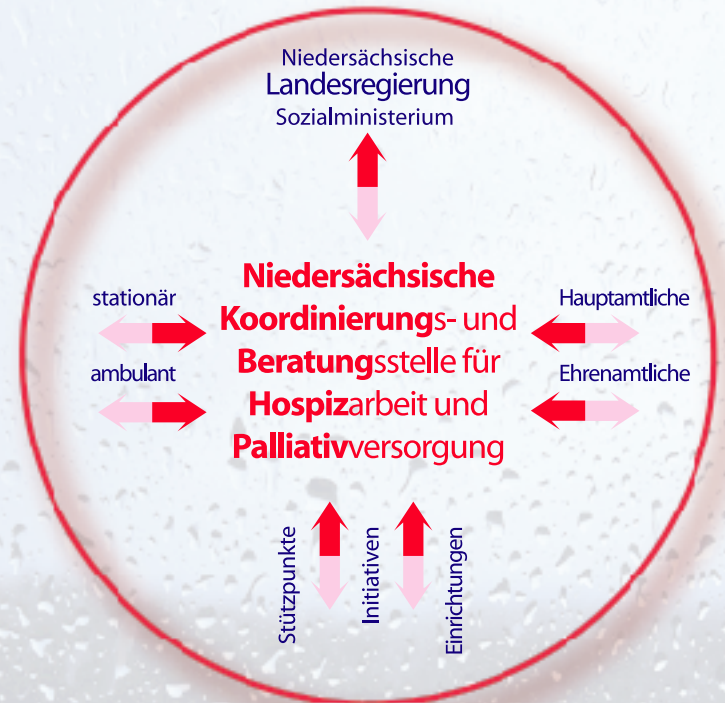 Niedersächsische
Landesregierung
Sozialministerium
stationär
ambulant
Niedersächsische
Koordinierungs- und
Beratungsstelle für
Hospizarbeit und
Palliativversorgung
Hauptamtliche
Ehrenamtliche
Stützpunkte
Initiativen
Einrichtungen